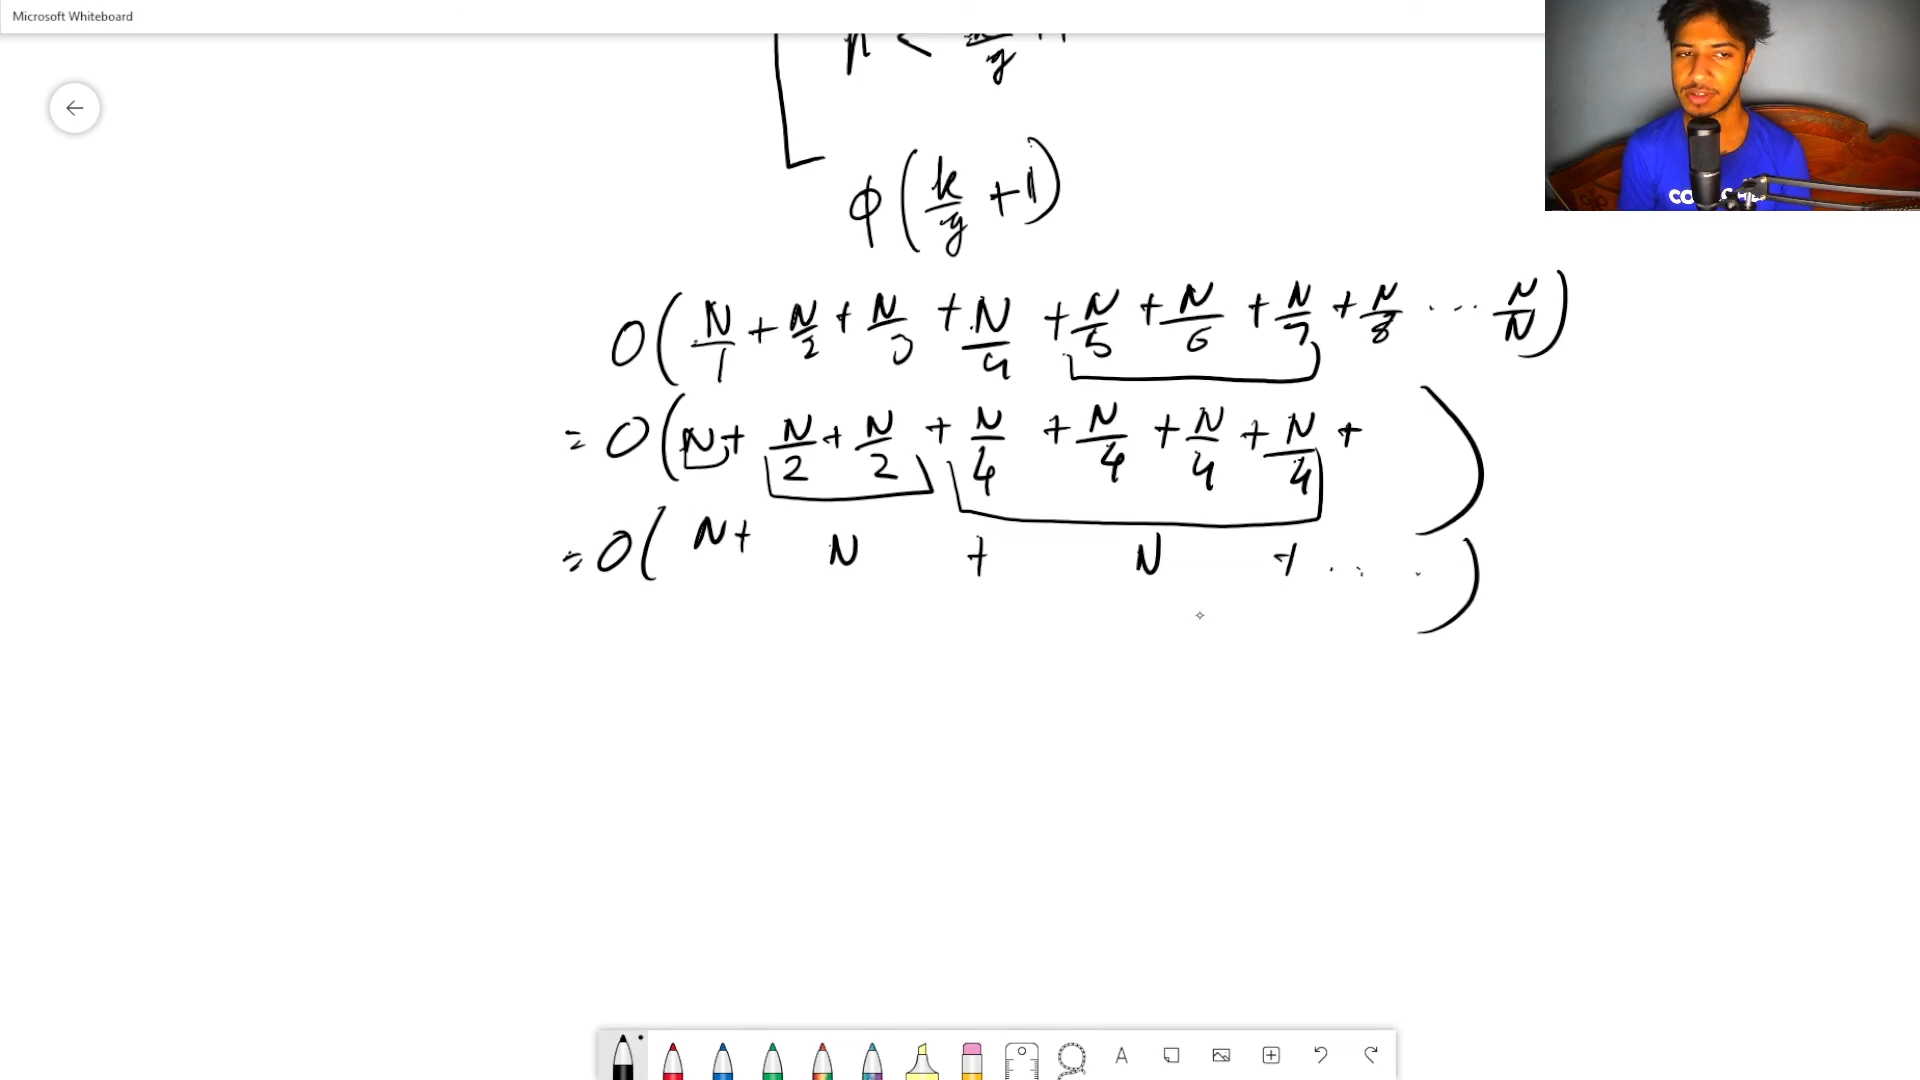 Microsoft Whiteboard
ϕ(k/g + 1)
O(N/1 + N/2 + N/3 + N/4 + N/5 + N/6 + N/7 + N/8 ... N/N)
= O(N + N/2 + N/2 + N/4 + N/4 + N/4 + N/4 +)
= O(N + N + N + ....)
A